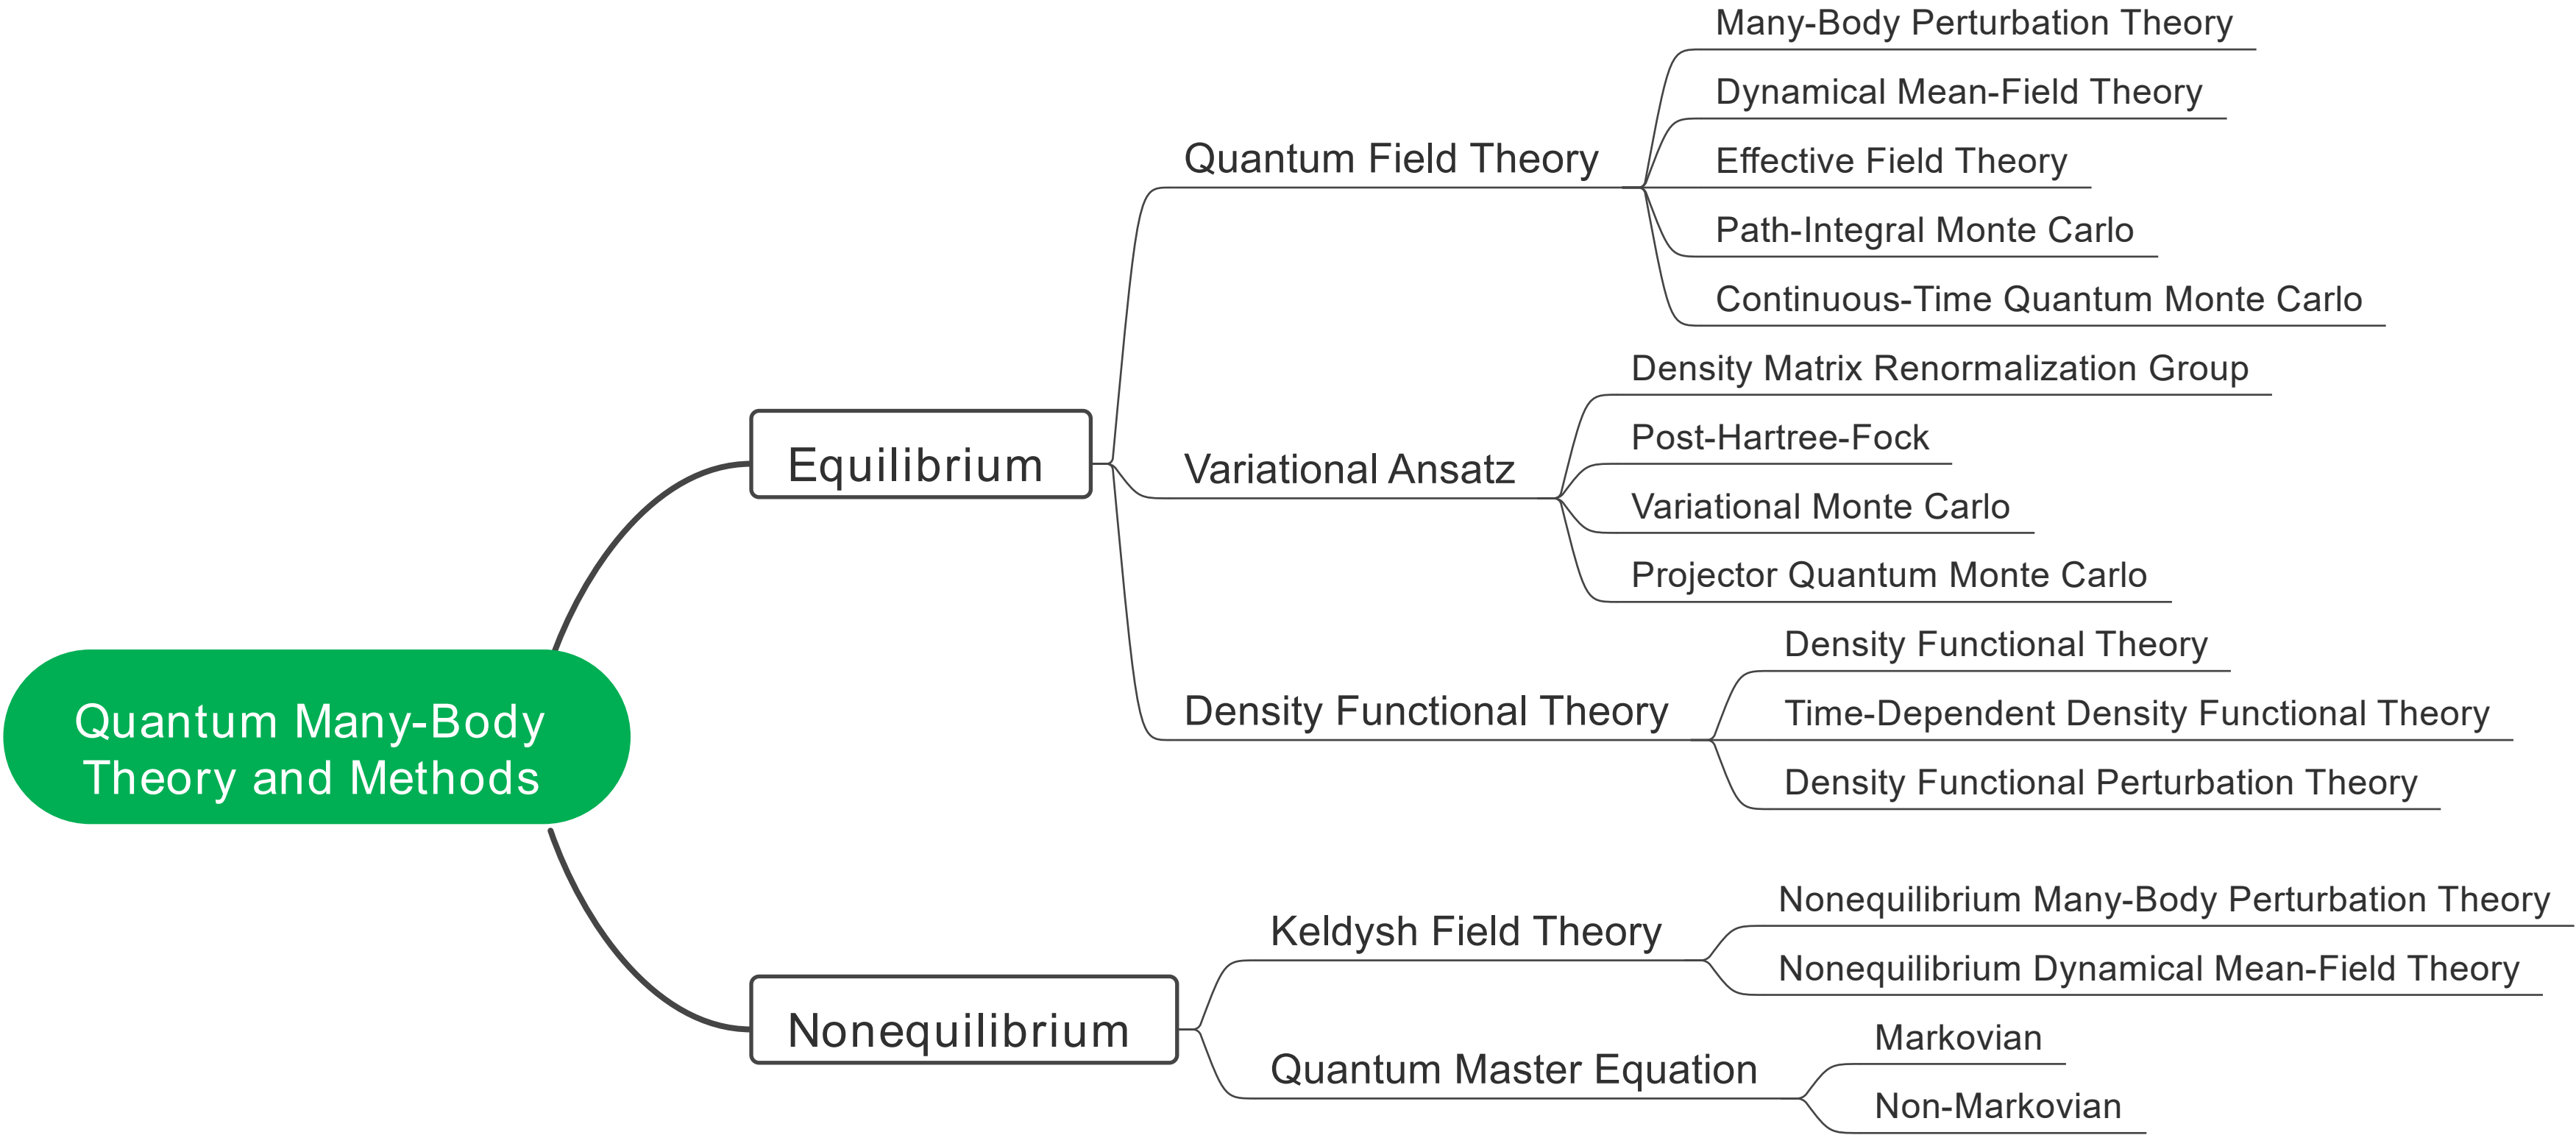 Quantum Many-Body
Theory and Methods
Equilibrium
Quantum Field Theory
Many-Body Perturbation Theory
Dynamical Mean-Field Theory
Effective Field Theory
Path-Integral Monte Carlo
Continuous-Time Quantum Monte Carlo
Variational Ansatz
Density Matrix Renormalization Group
Post-Hartree-Fock
Variational Monte Carlo
Projector Quantum Monte Carlo
Density Functional Theory
Density Functional Theory
Time-Dependent Density Functional Theory
Density Functional Perturbation Theory
Nonequilibrium
Keldysh Field Theory
Nonequilibrium Many-Body Perturbation Theory
Nonequilibrium Dynamical Mean-Field Theory
Quantum Master Equation
Markovian
Non-Markovian